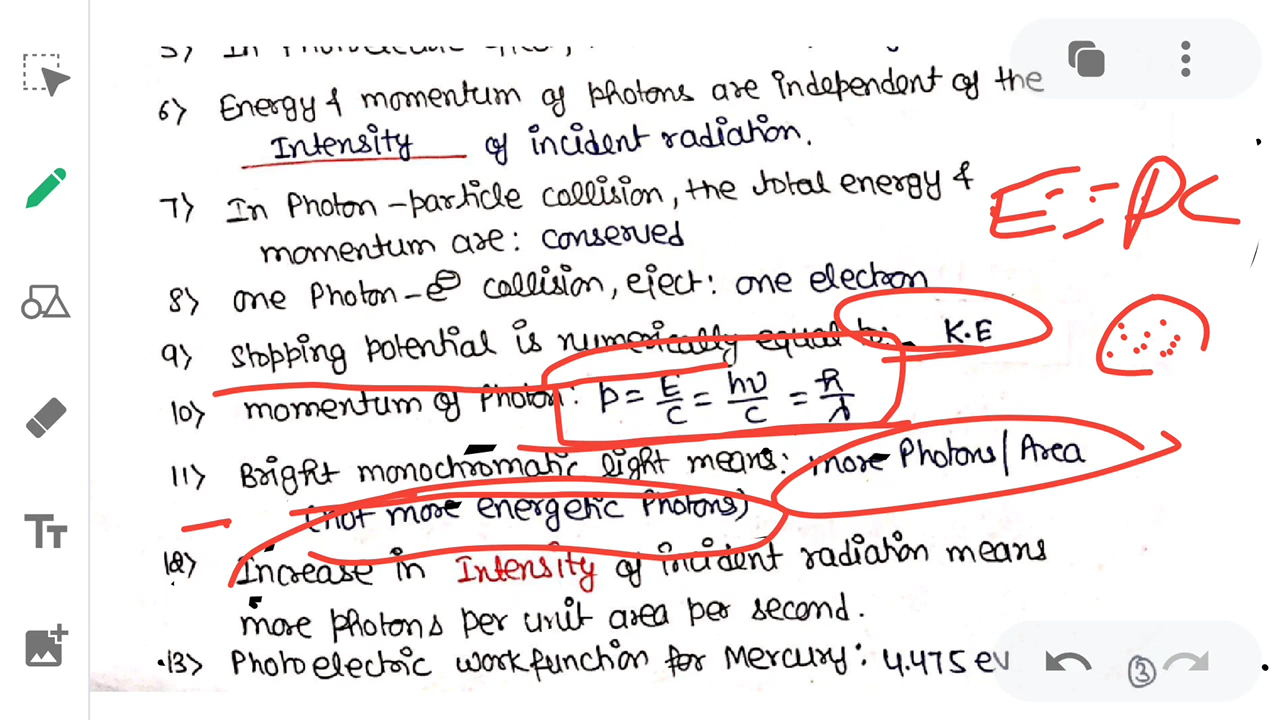 6) Energy & momentum of photons are independent of the
Intensity of incident radiation.
7) In Photon-particle collision, the total energy &
momentum are: conserved
E = PC
8) one Photon-e⊖ collision, eject: one electron
9) Stopping potential is numerically equal to: K.E
10) momentum of Photon: p = E/C = hν/C = h/λ
11) Bright monochromatic light means: more Photons/Area
(not more energetic Photons)
12) Increase in Intensity of incident radiation means
more photons per unit area per second.
13) Photoelectric workfunction for Mercury: 4.475 eV
3
TT